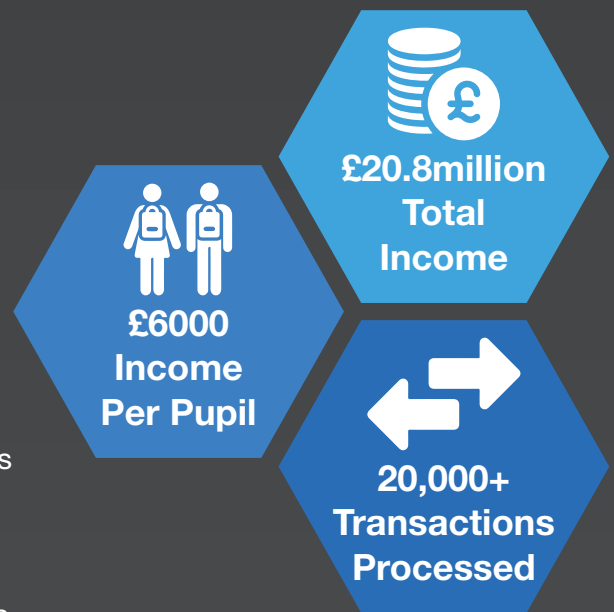 £
£20.8million
Total
Income
£6000
Income
Per Pupil
s
20,000+
Transactions
Processed